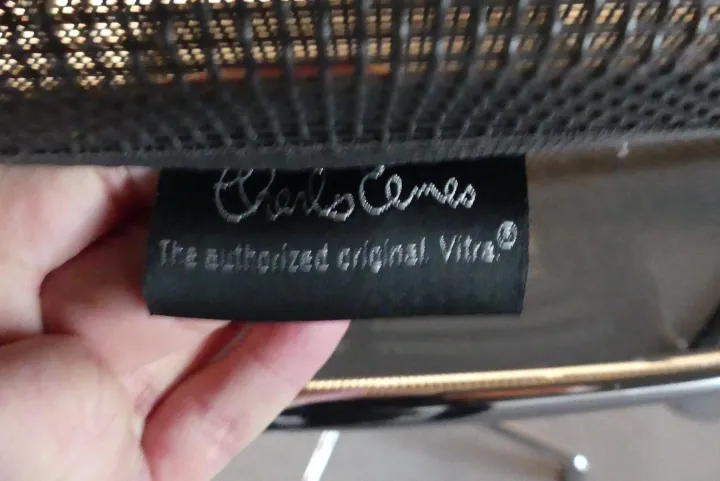 Charles Eames
The authorized original. Vitra.®